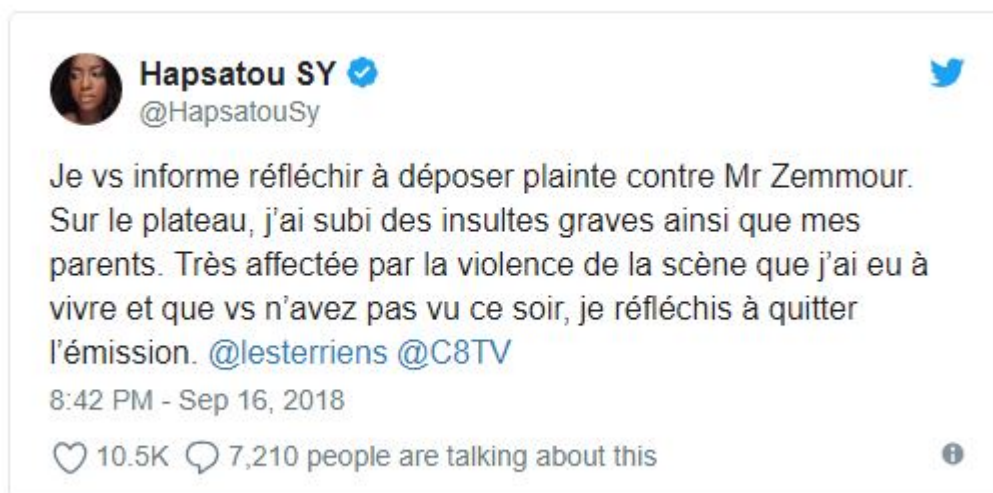 Hapsatou SY
@HapsatouSy
Je vs informe réfléchir à déposer plainte contre Mr Zemmour.
Sur le plateau, j’ai subi des insultes graves ainsi que mes
parents. Très affectée par la violence de la scène que j’ai eu à
vivre et que vs n’avez pas vu ce soir, je réfléchis à quitter
l’émission. @lesterriens @C8TV
8:42 PM - Sep 16, 2018
10.5K 7,210 people are talking about this